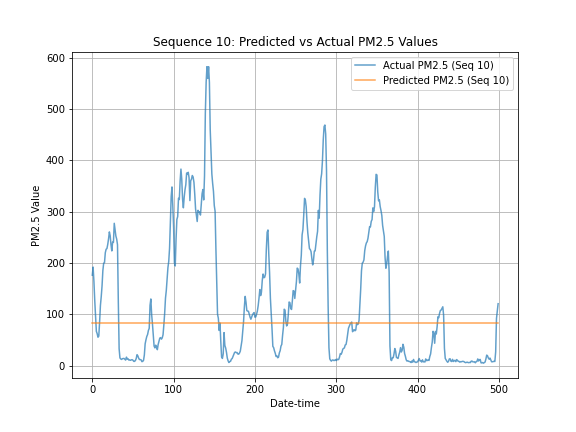 Sequence 10: Predicted vs Actual PM2.5 Values
Actual PM2.5 (Seq 10)
Predicted PM2.5 (Seq 10)
PM2.5 Value
600
500
400
300
200
100
0
0 100 200 300 400 500
Date-time